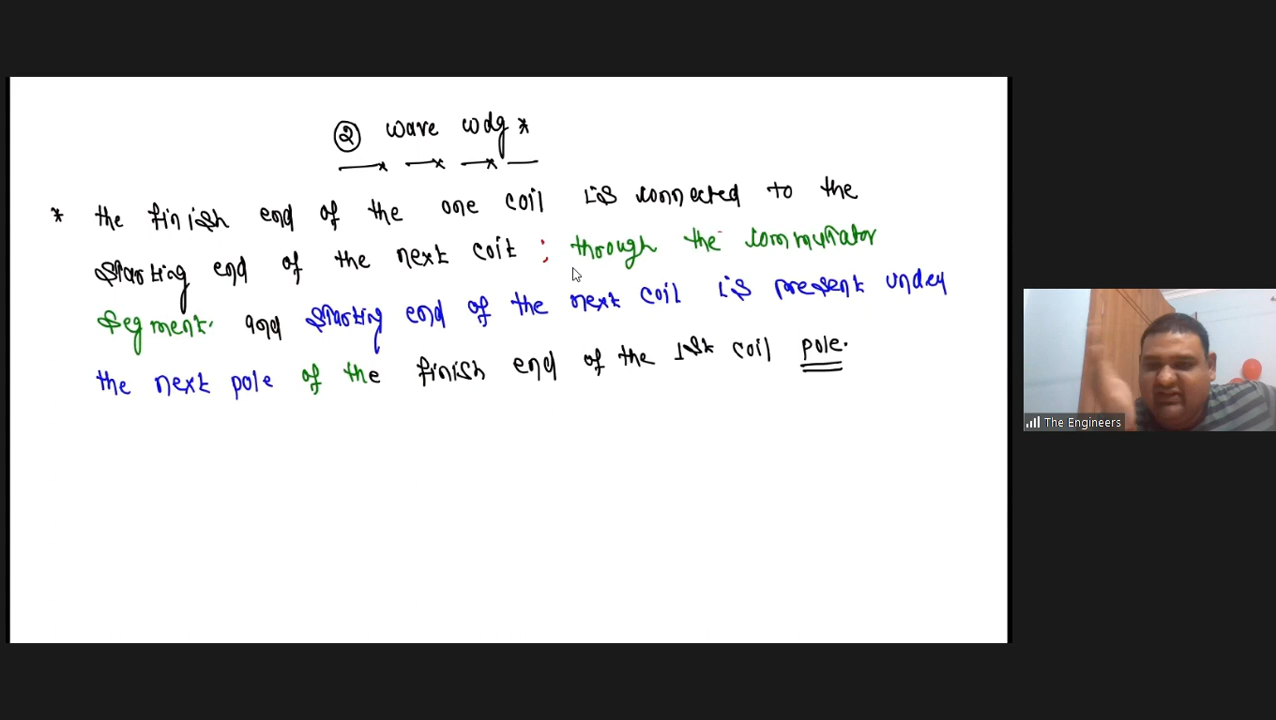 ② wave wdg *
* the finish end of the one coil is connected to the
starting end of the next coil ; through the commutator
segment. and starting end of the next coil is present under
the next pole of the finish end of the 1st coil pole.
The Engineers